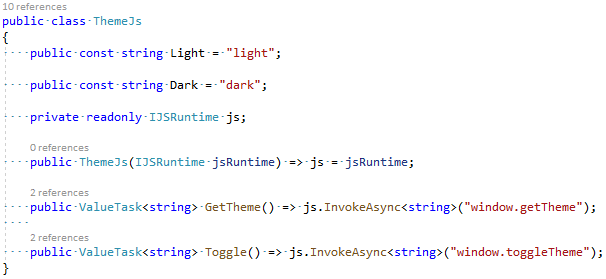 10 references
public class ThemeJs
{
public const string Light = "light";
public const string Dark = "dark";
private readonly IJSRuntime js;
0 references
public ThemeJs(IJSRuntime jsRuntime) => js = jsRuntime;
2 references
public ValueTask<string> GetTheme() => js.InvokeAsync<string>("window.getTheme");
2 references
public ValueTask<string> Toggle() => js.InvokeAsync<string>("window.toggleTheme");
}